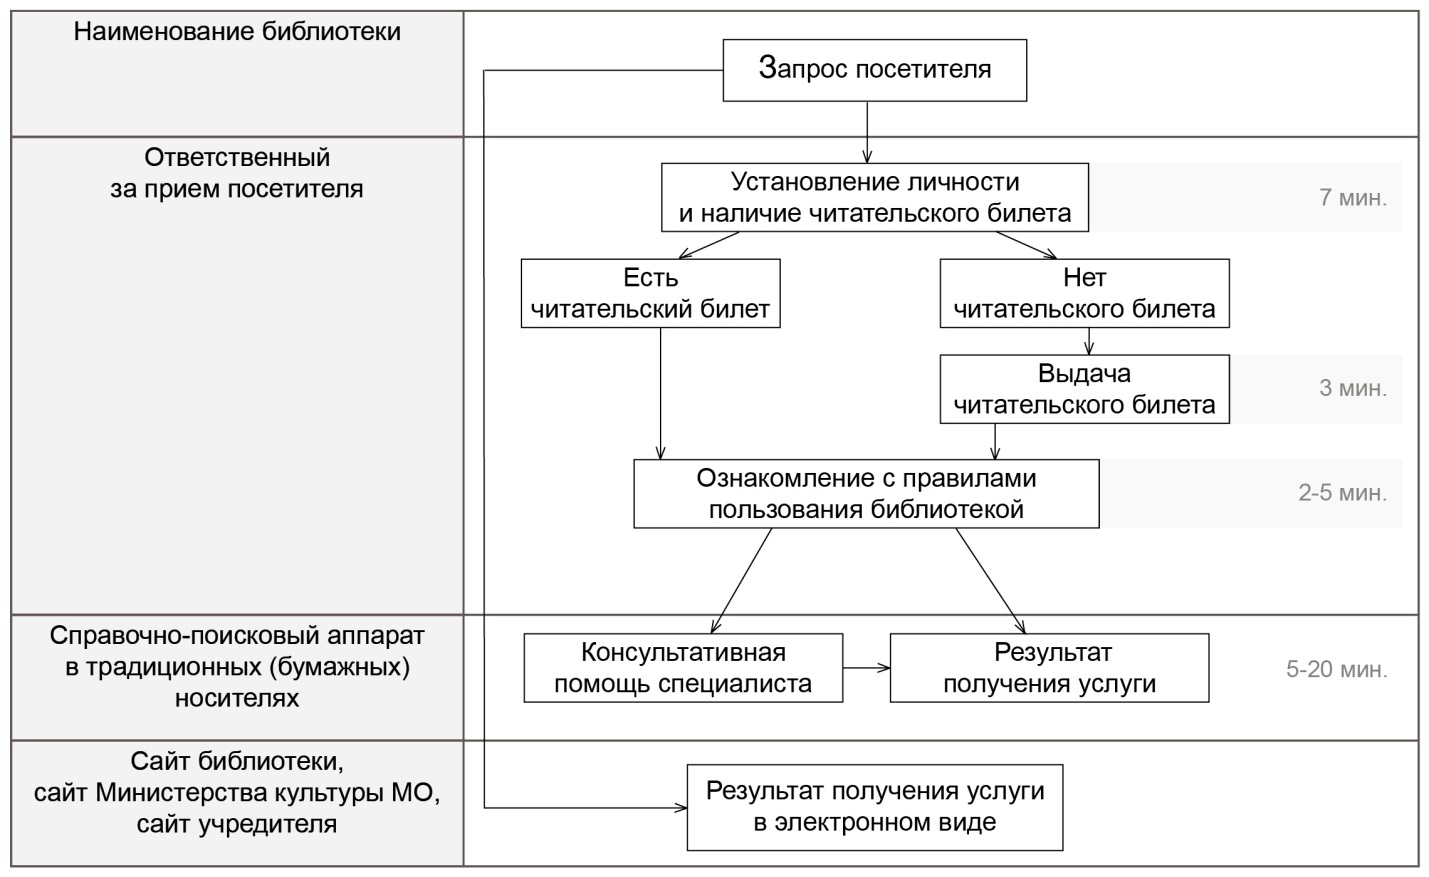 Наименование библиотеки
Запрос посетителя
Ответственный
за прием посетителя
Установление личности
и наличие читательского билета
7 мин.
Есть
читательский билет
Нет
читательского билета
Выдача
читательского билета
3 мин.
Ознакомление с правилами
пользования библиотекой
2-5 мин.
Справочно-поисковый аппарат
в традиционных (бумажных)
носителях
Консультативная
помощь специалиста
Результат
получения услуги
5-20 мин.
Сайт библиотеки,
сайт Министерства культуры МО,
сайт учредителя
Результат получения услуги
в электронном виде